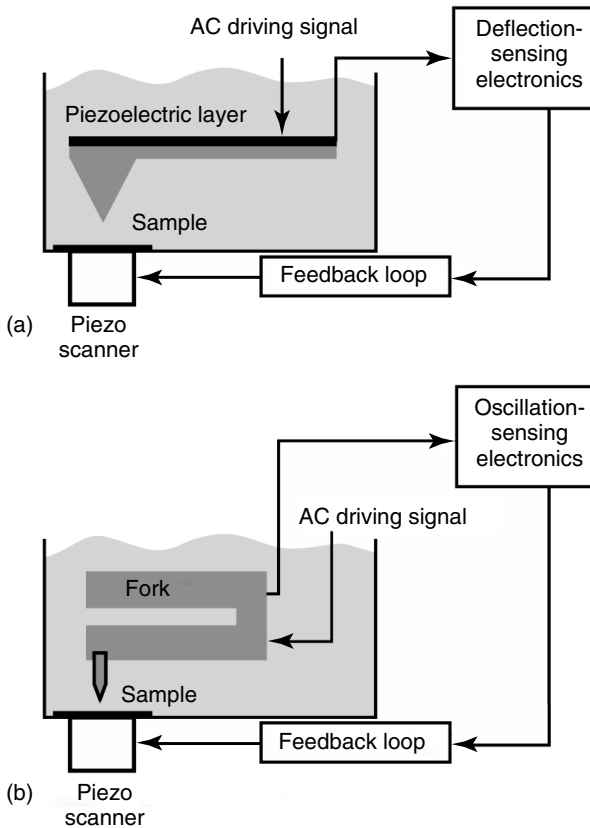 AC driving signal
Deflection-
sensing
electronics
Piezoelectric layer
Sample
Feedback loop
(a)
Piezo
scanner
Oscillation-
sensing
electronics
AC driving signal
Fork
Sample
Feedback loop
(b)
Piezo
scanner